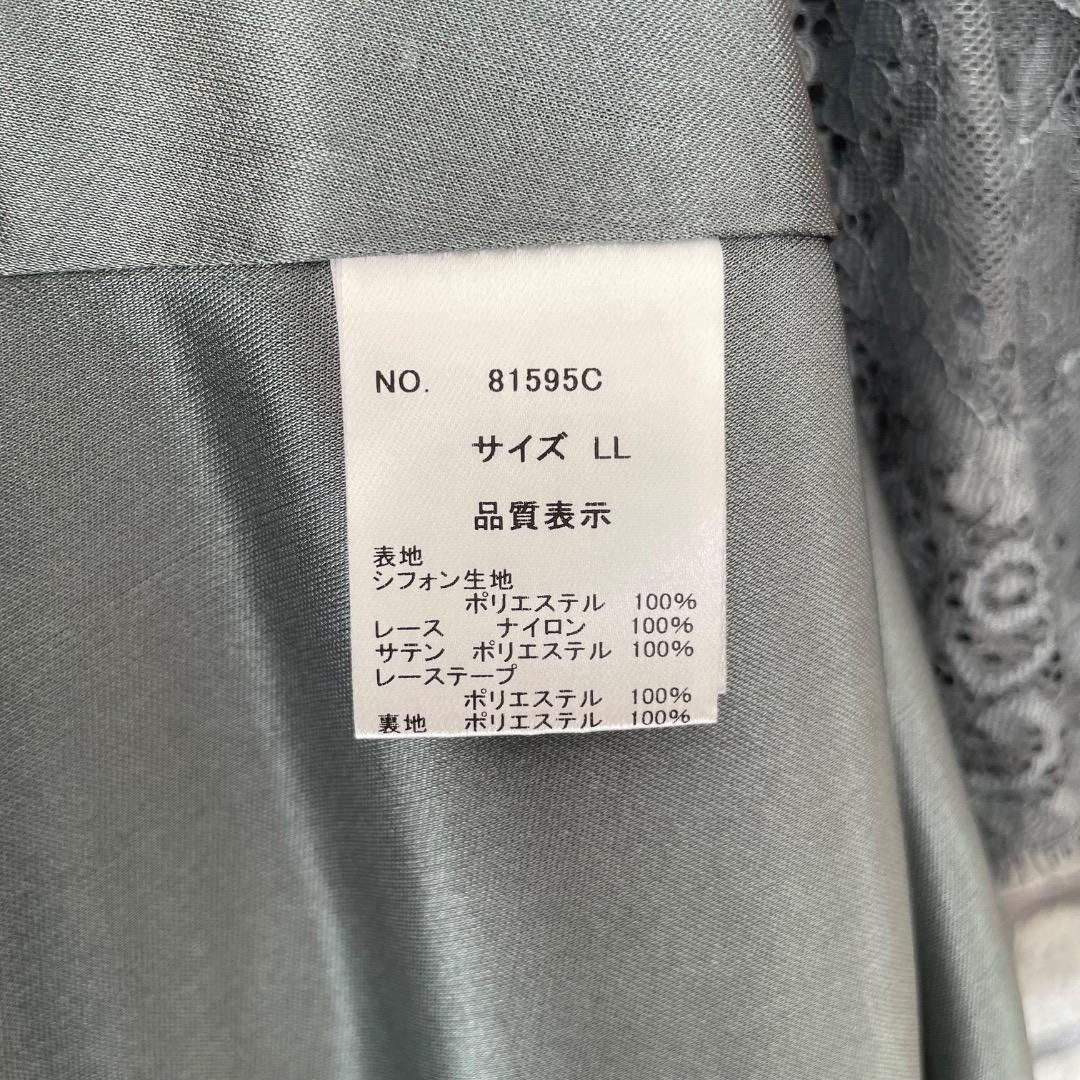 NO. 81595C
サイズ LL
品質表示
表地
シフォン生地
ポリエステル 100%
レース ナイロン 100%
サテン ポリエステル 100%
レーステープ
ポリエステル 100%
裏地 ポリエステル 100%